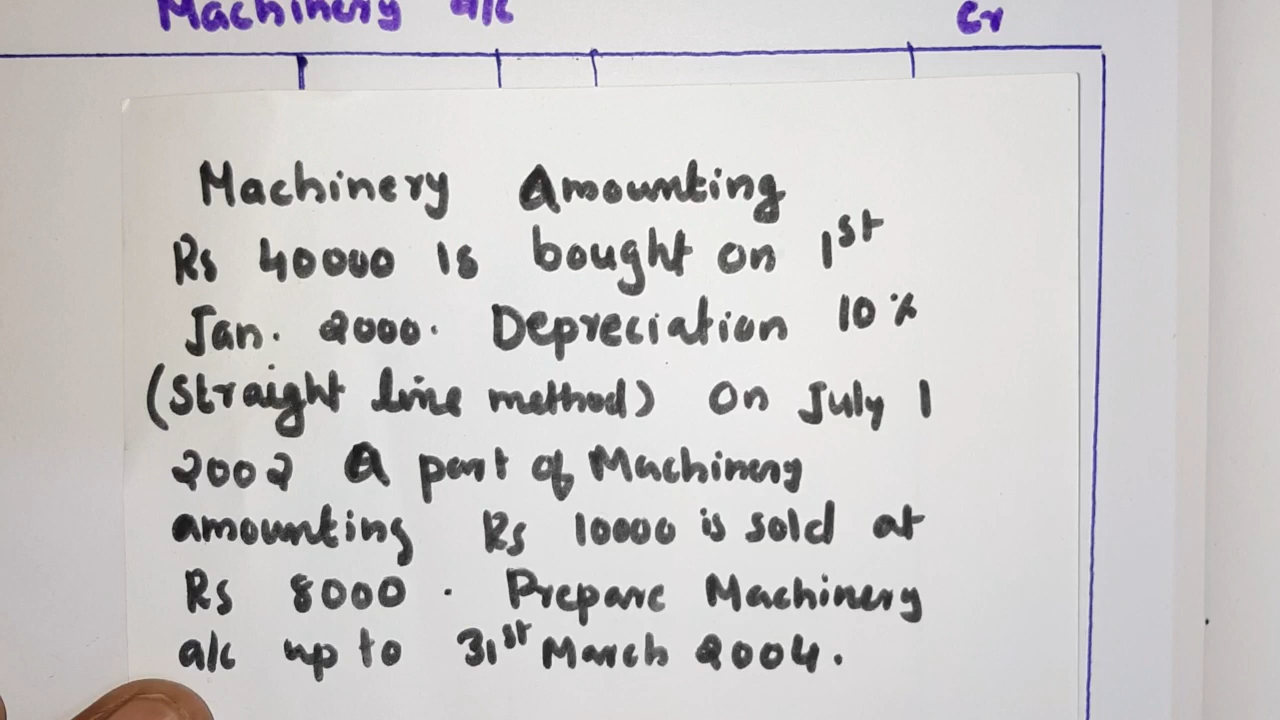 Machinery a/c
Cr
Machinery Amounting
Rs 40000 is bought on 1st
Jan. 2000. Depreciation 10%
(Straight line method) On July 1
2002 A part of Machinery
amounting Rs 10000 is sold at
Rs 8000. Prepare Machinery
a/c up to 31st March 2004.